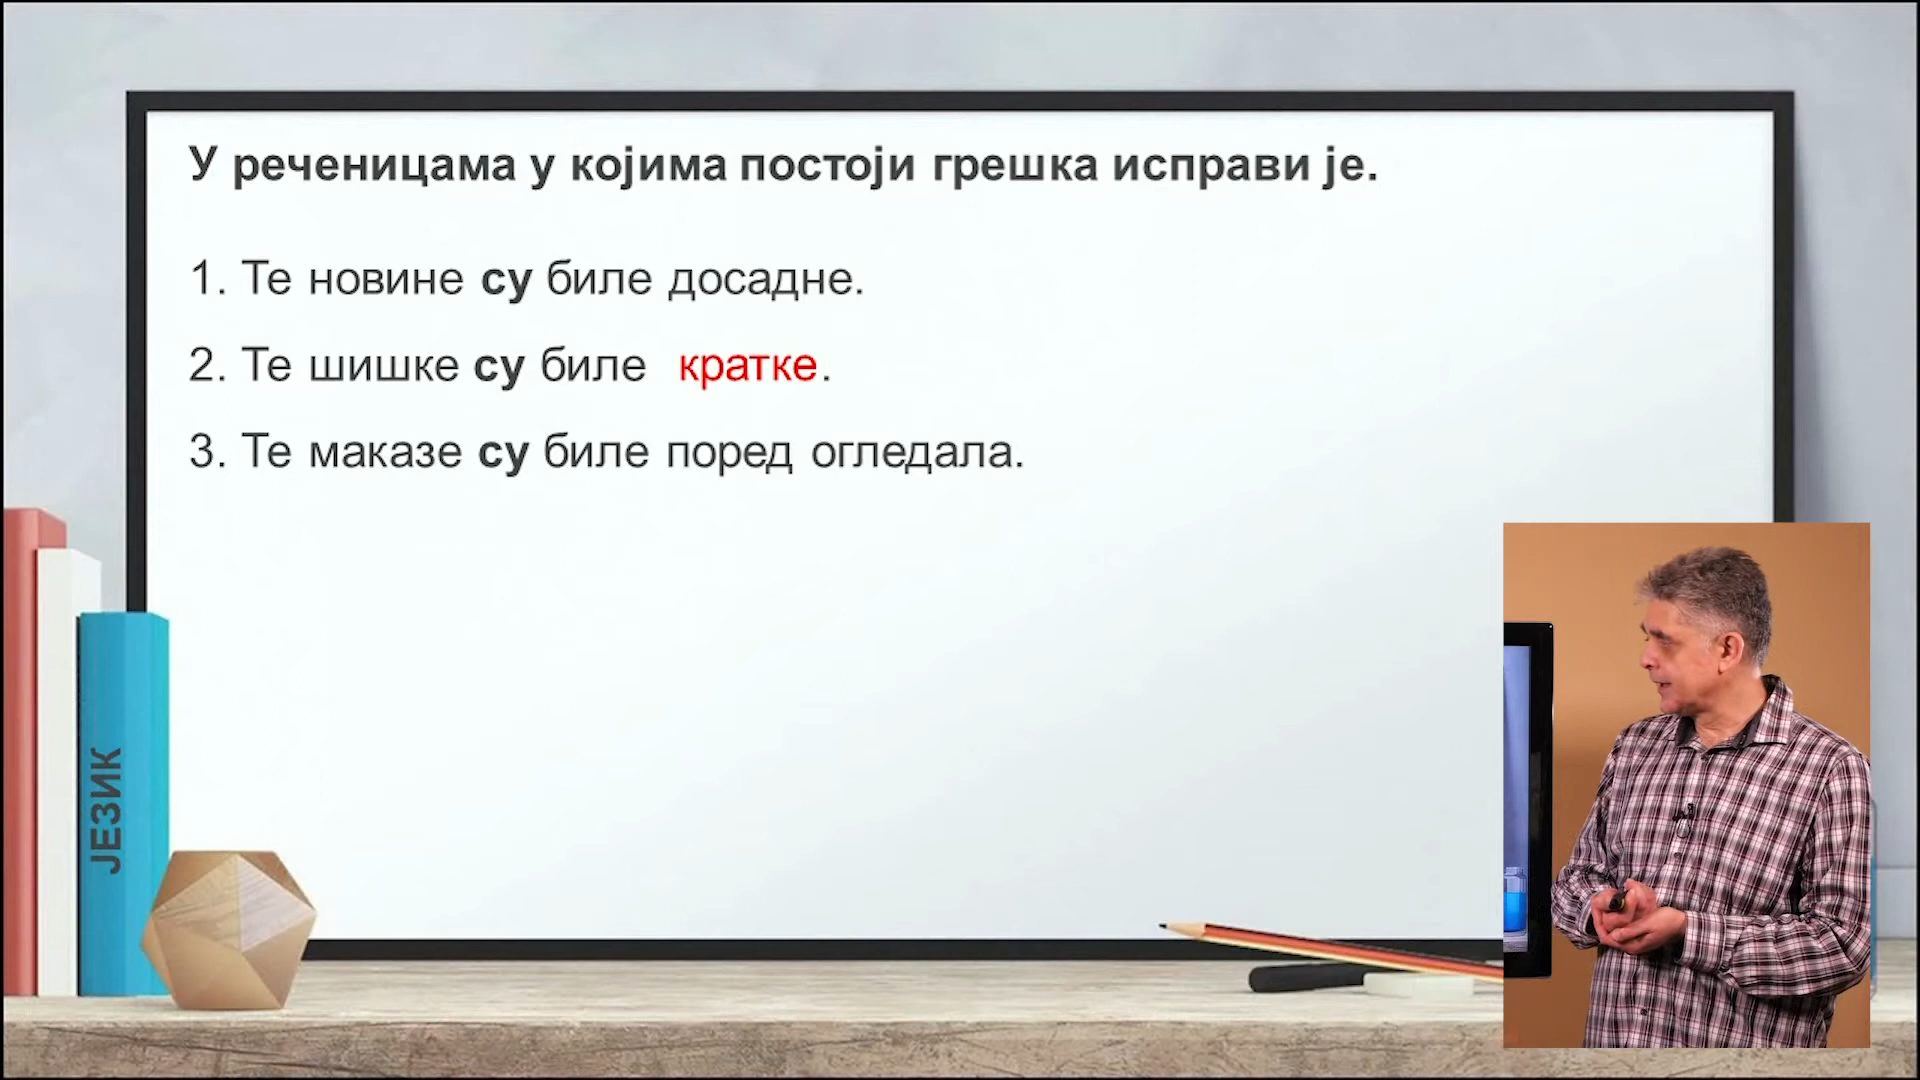 У реченицама у којима постоји грешка исправи је.
1. Те новине су биле досадне.
2. Те шишке су биле кратке.
3. Те маказе су биле поред огледала.
ЈЕЗИК